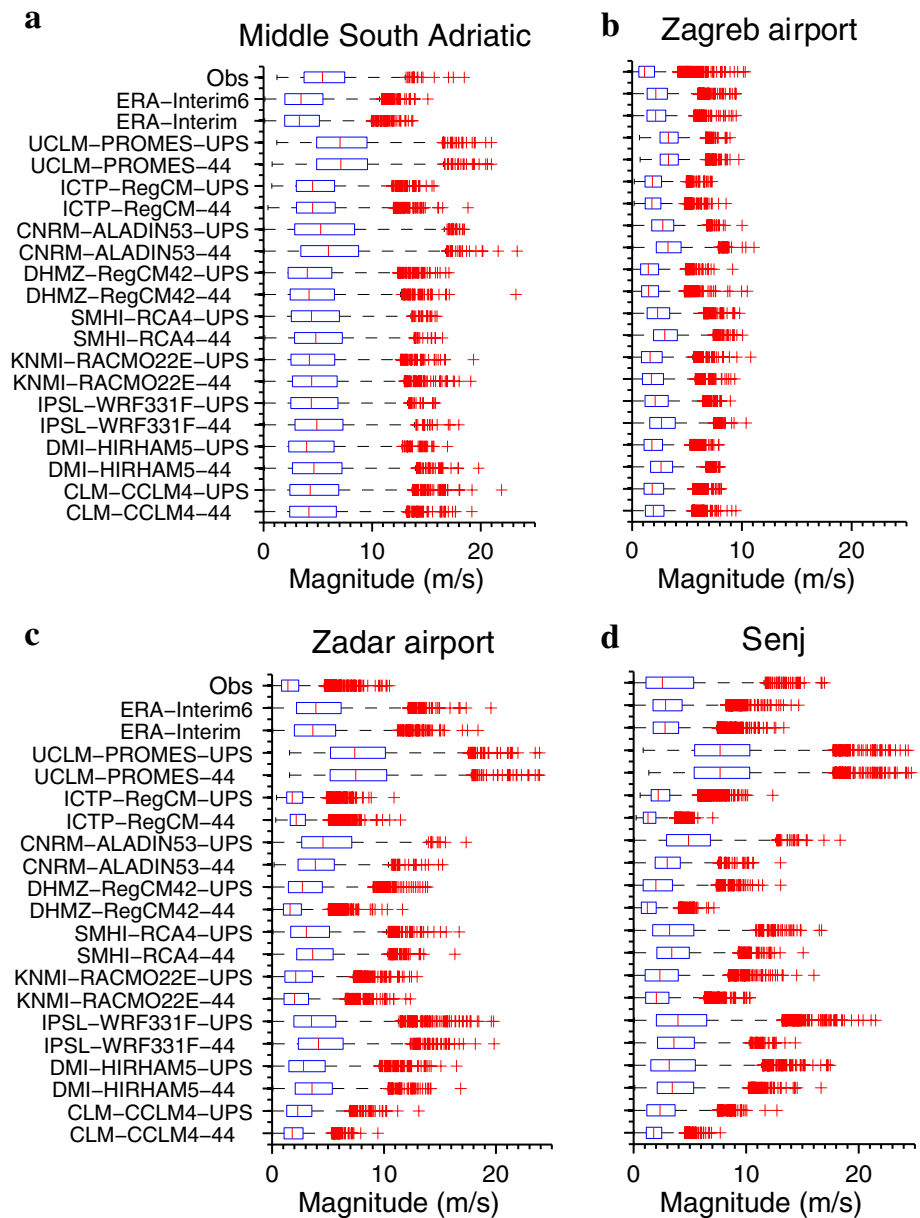 a
Middle South Adriatic
b
Zagreb airport
Obs
ERA−Interim6
ERA−Interim
UCLM−PROMES−UPS
UCLM−PROMES−44
ICTP−RegCM−UPS
ICTP−RegCM−44
CNRM−ALADIN53−UPS
CNRM−ALADIN53−44
DHMZ−RegCM42−UPS
DHMZ−RegCM42−44
SMHI−RCA4−UPS
SMHI−RCA4−44
KNMI−RACMO22E−UPS
KNMI−RACMO22E−44
IPSL−WRF331F−UPS
IPSL−WRF331F−44
DMI−HIRHAM5−UPS
DMI−HIRHAM5−44
CLM−CCLM4−UPS
CLM−CCLM4−44
0 10 20
Magnitude (m/s)
0 10 20
Magnitude (m/s)
c
Zadar airport
d
Senj
Obs
ERA−Interim6
ERA−Interim
UCLM−PROMES−UPS
UCLM−PROMES−44
ICTP−RegCM−UPS
ICTP−RegCM−44
CNRM−ALADIN53−UPS
CNRM−ALADIN53−44
DHMZ−RegCM42−UPS
DHMZ−RegCM42−44
SMHI−RCA4−UPS
SMHI−RCA4−44
KNMI−RACMO22E−UPS
KNMI−RACMO22E−44
IPSL−WRF331F−UPS
IPSL−WRF331F−44
DMI−HIRHAM5−UPS
DMI−HIRHAM5−44
CLM−CCLM4−UPS
CLM−CCLM4−44
0 10 20
Magnitude (m/s)
0 10 20
Magnitude (m/s)